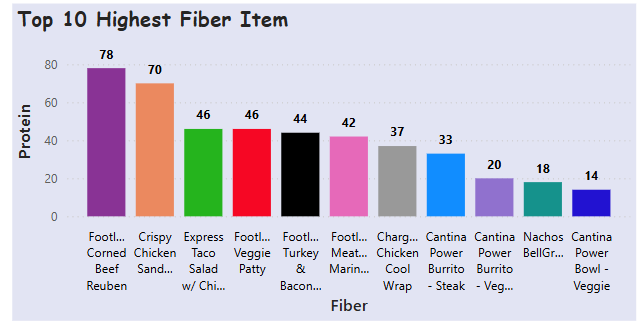 Top 10 Highest Fiber Item
Protein
80
60
40
20
0
78
70
46
46
44
42
37
33
20
18
14
Footl...
Corned
Beef
Reuben
Crispy
Chicken
Sand...
Express
Taco
Salad
w/ Chi...
Footl...
Veggie
Patty
Footl...
Turkey
&
Bacon...
Footl...
Meat...
Marin...
Charg...
Chicken
Cool
Wrap
Cantina
Power
Burrito
- Steak
Cantina
Power
Burrito
- Veg...
Nachos
BellGr...
Cantina
Power
Bowl -
Veggie
Fiber